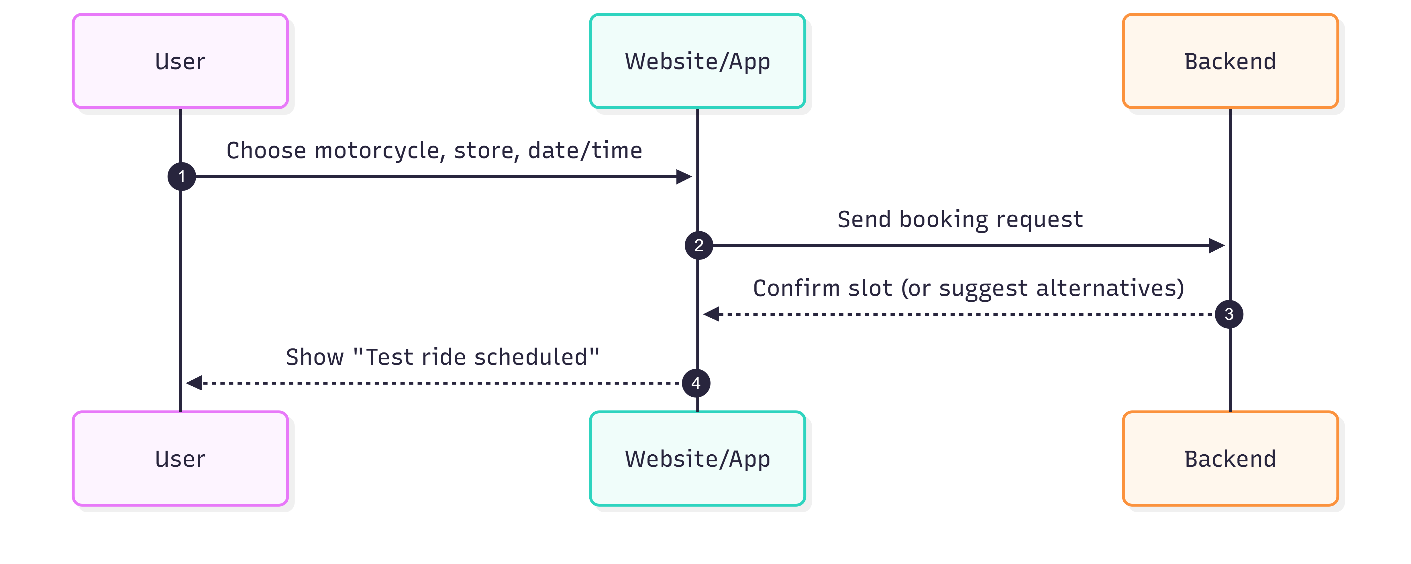 User
Website/App
Backend
Choose motorcycle, store, date/time
1
Send booking request
2
Confirm slot (or suggest alternatives)
3
Show "Test ride scheduled"
4
User
Website/App
Backend